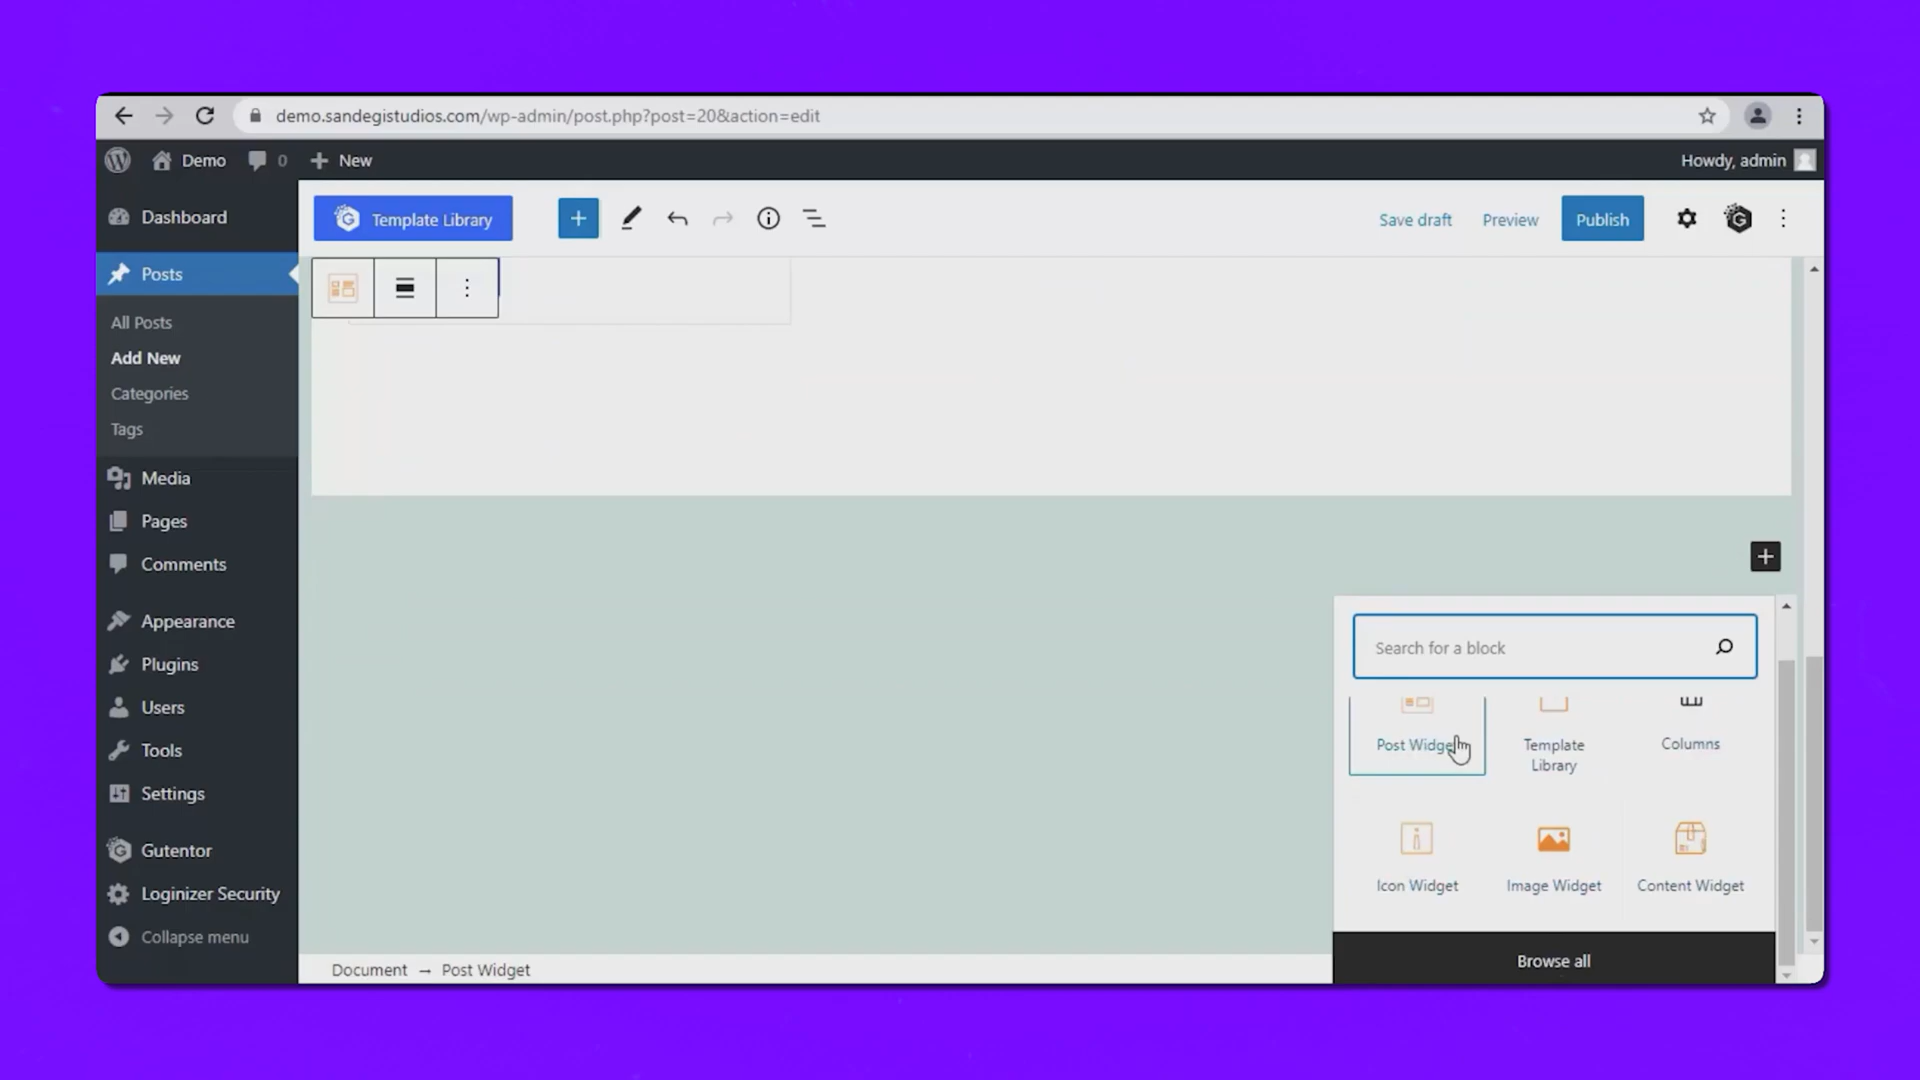 demo.sandegistudios.com/wp-admin/post.php?post=20&action=edit
Demo
0
New
Howdy, admin
Dashboard
Posts
All Posts
Add New
Categories
Tags
Media
Pages
Comments
Appearance
Plugins
Users
Tools
Settings
Gutentor
Loginizer Security
Collapse menu
Template Library
Save draft
Preview
Publish
Search for a block
Post Widget
Template
Library
Columns
Icon Widget
Image Widget
Content Widget
Browse all
Document → Post Widget